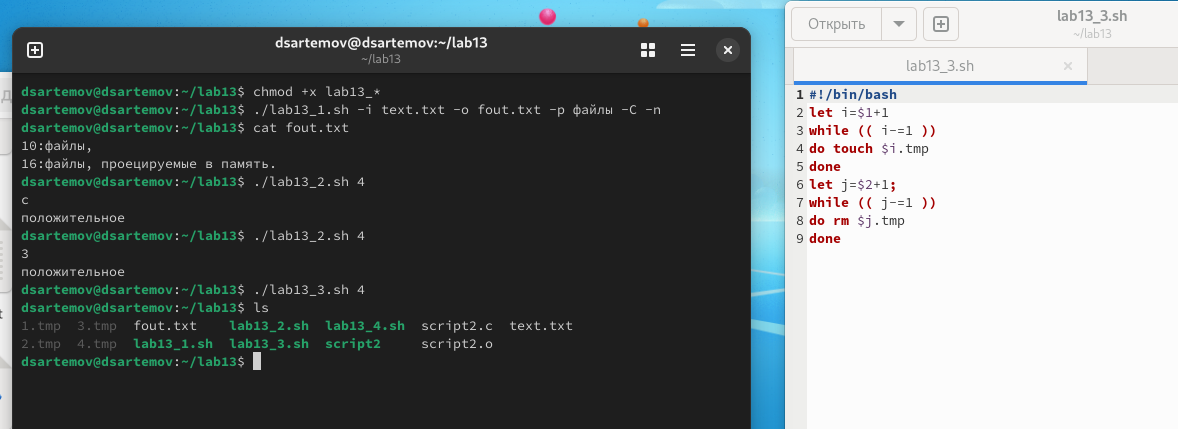 dsartemov@dsartemov:~/lab13
~/lab13
dsartemov@dsartemov:~/lab13$ chmod +x lab13_*
dsartemov@dsartemov:~/lab13$ ./lab13_1.sh -i text.txt -o fout.txt -p файлы -C -n
dsartemov@dsartemov:~/lab13$ cat fout.txt
10:файлы,
16:файлы, проецируемые в память.
dsartemov@dsartemov:~/lab13$ ./lab13_2.sh 4
c
положительное
dsartemov@dsartemov:~/lab13$ ./lab13_2.sh 4
3
положительное
dsartemov@dsartemov:~/lab13$ ./lab13_3.sh 4
dsartemov@dsartemov:~/lab13$ ls
1.tmp  3.tmp  fout.txt    lab13_2.sh  lab13_4.sh  script2.c  text.txt
2.tmp  4.tmp  lab13_1.sh  lab13_3.sh  script2     script2.o
dsartemov@dsartemov:~/lab13$
Открыть
lab13_3.sh
~/lab13
lab13_3.sh
1 #!/bin/bash
2 let i=$1+1
3 while (( i-=1 ))
4 do touch $i.tmp
5 done
6 let j=$2+1;
7 while (( j-=1 ))
8 do rm $j.tmp
9 done